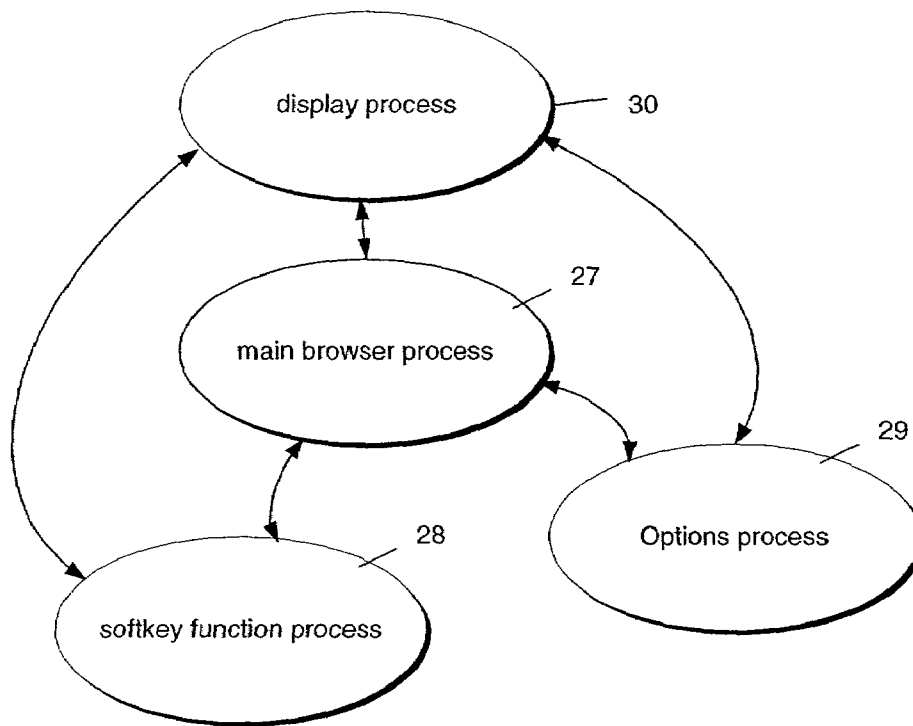 display process
30
27
main browser process
29
Options process
28
softkey function process